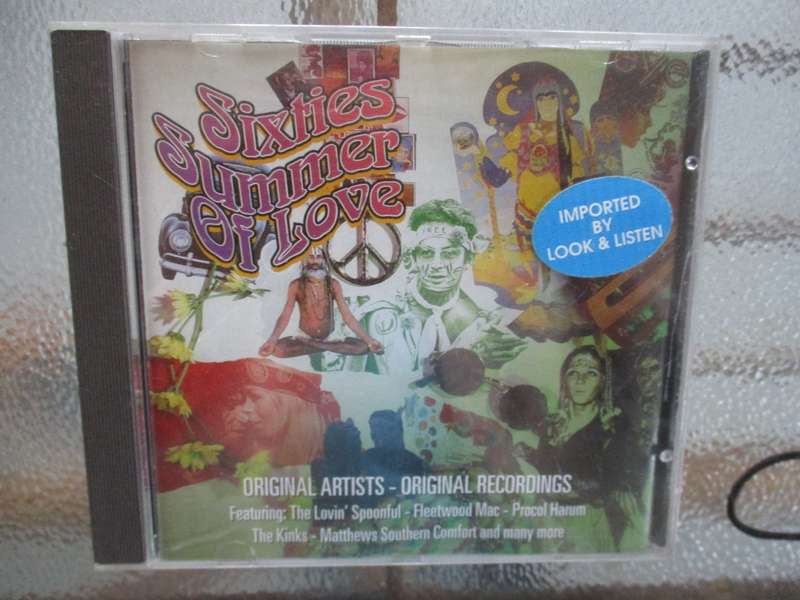 Sixties
Summer
Of Love
FREE
IMPORTED
BY
LOOK & LISTEN
ORIGINAL ARTISTS - ORIGINAL RECORDINGS
Featuring: The Lovin' Spoonful - Fleetwood Mac - Procol Harum
The Kinks - Matthews Southern Comfort and many more